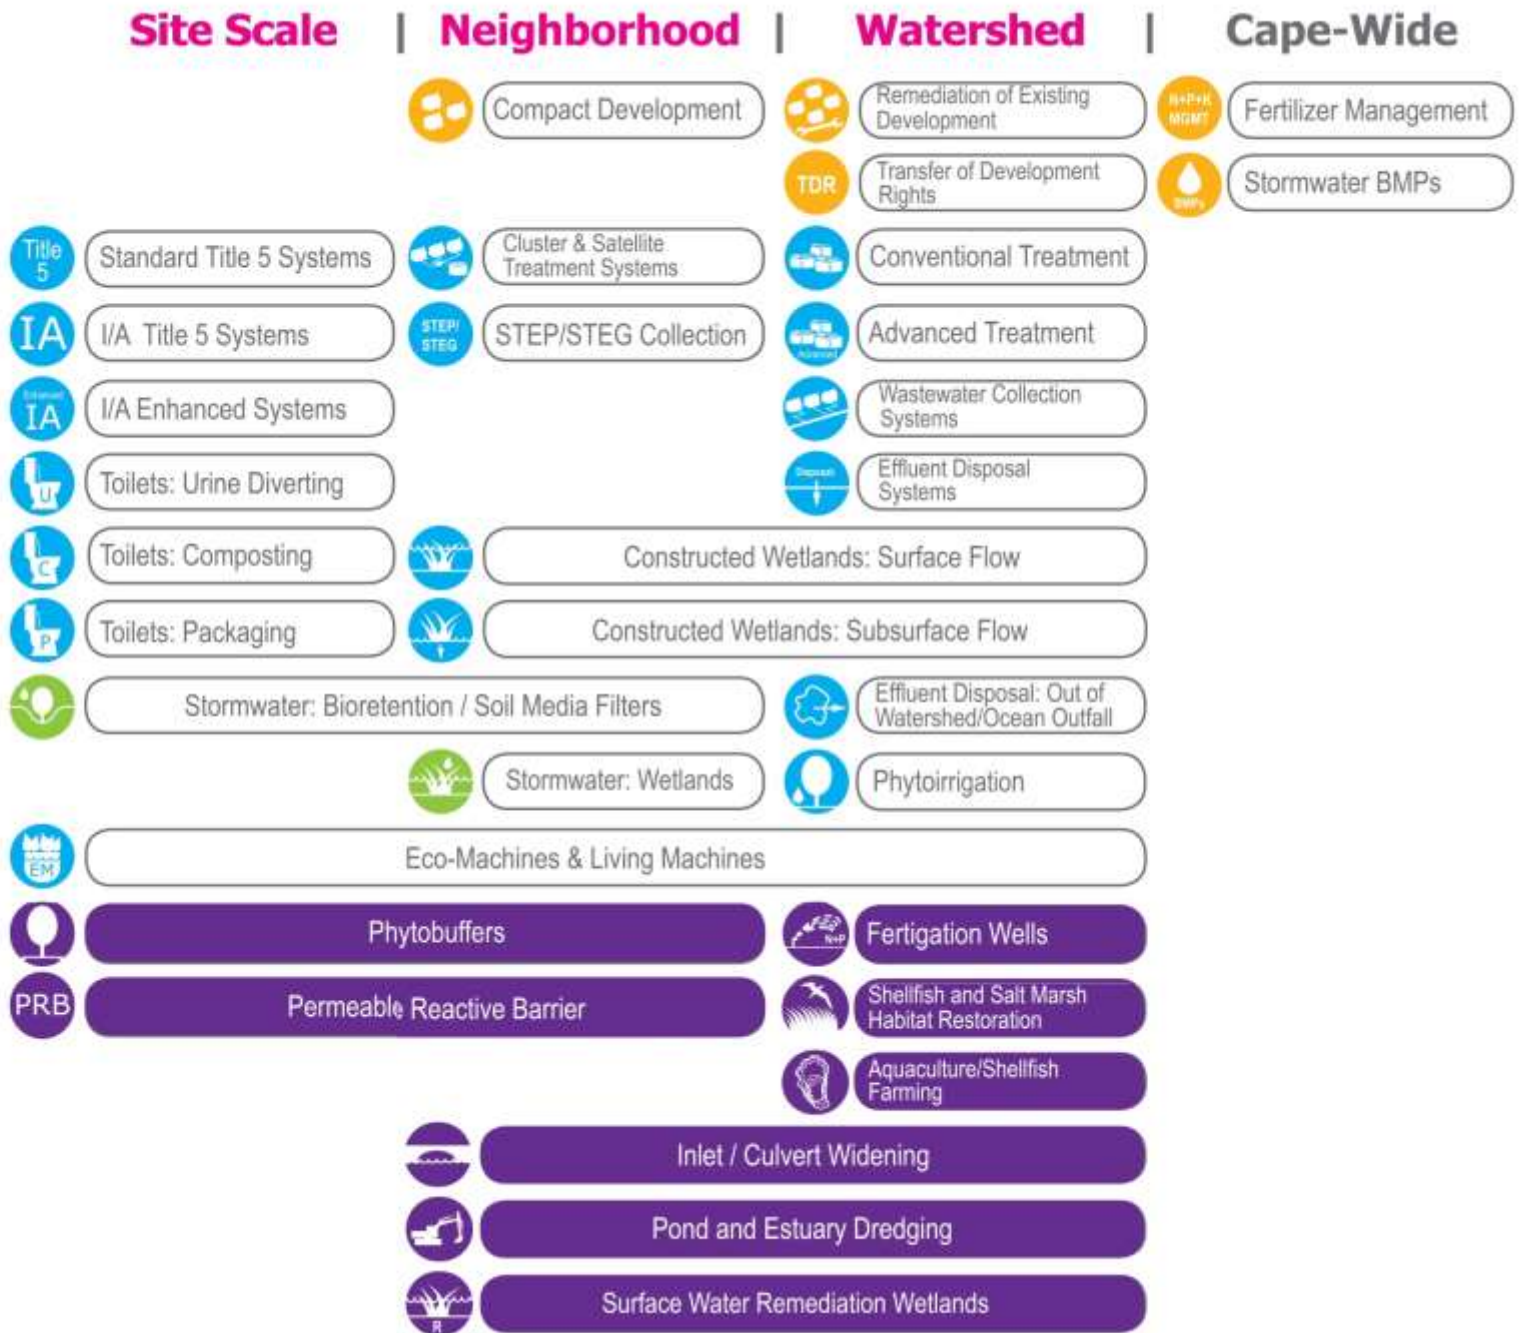 Site Scale | Neighborhood | Watershed | Cape-Wide
Compact Development
Remediation of Existing
Development
N+P+K
MGMT
Fertilizer Management
TDR
Transfer of Development
Rights
BMPs
Stormwater BMPs
Title
5
Standard Title 5 Systems
Cluster & Satellite
Treatment Systems
Conventional Treatment
IA
I/A Title 5 Systems
STEP/
STEG
STEP/STEG Collection
Advanced
Advanced Treatment
Enhanced
IA
I/A Enhanced Systems
Wastewater Collection
Systems
U
Toilets: Urine Diverting
Disposal
Effluent Disposal
Systems
C
Toilets: Composting
Constructed Wetlands: Surface Flow
P
Toilets: Packaging
Constructed Wetlands: Subsurface Flow
Stormwater: Bioretention / Soil Media Filters
Effluent Disposal: Out of
Watershed/Ocean Outfall
Stormwater: Wetlands
Phytoirrigation
EM
Eco-Machines & Living Machines
Phytobuffers
N+P
Fertigation Wells
PRB
Permeable Reactive Barrier
Shellfish and Salt Marsh
Habitat Restoration
Aquaculture/Shellfish
Farming
Inlet / Culvert Widening
Pond and Estuary Dredging
R
Surface Water Remediation Wetlands